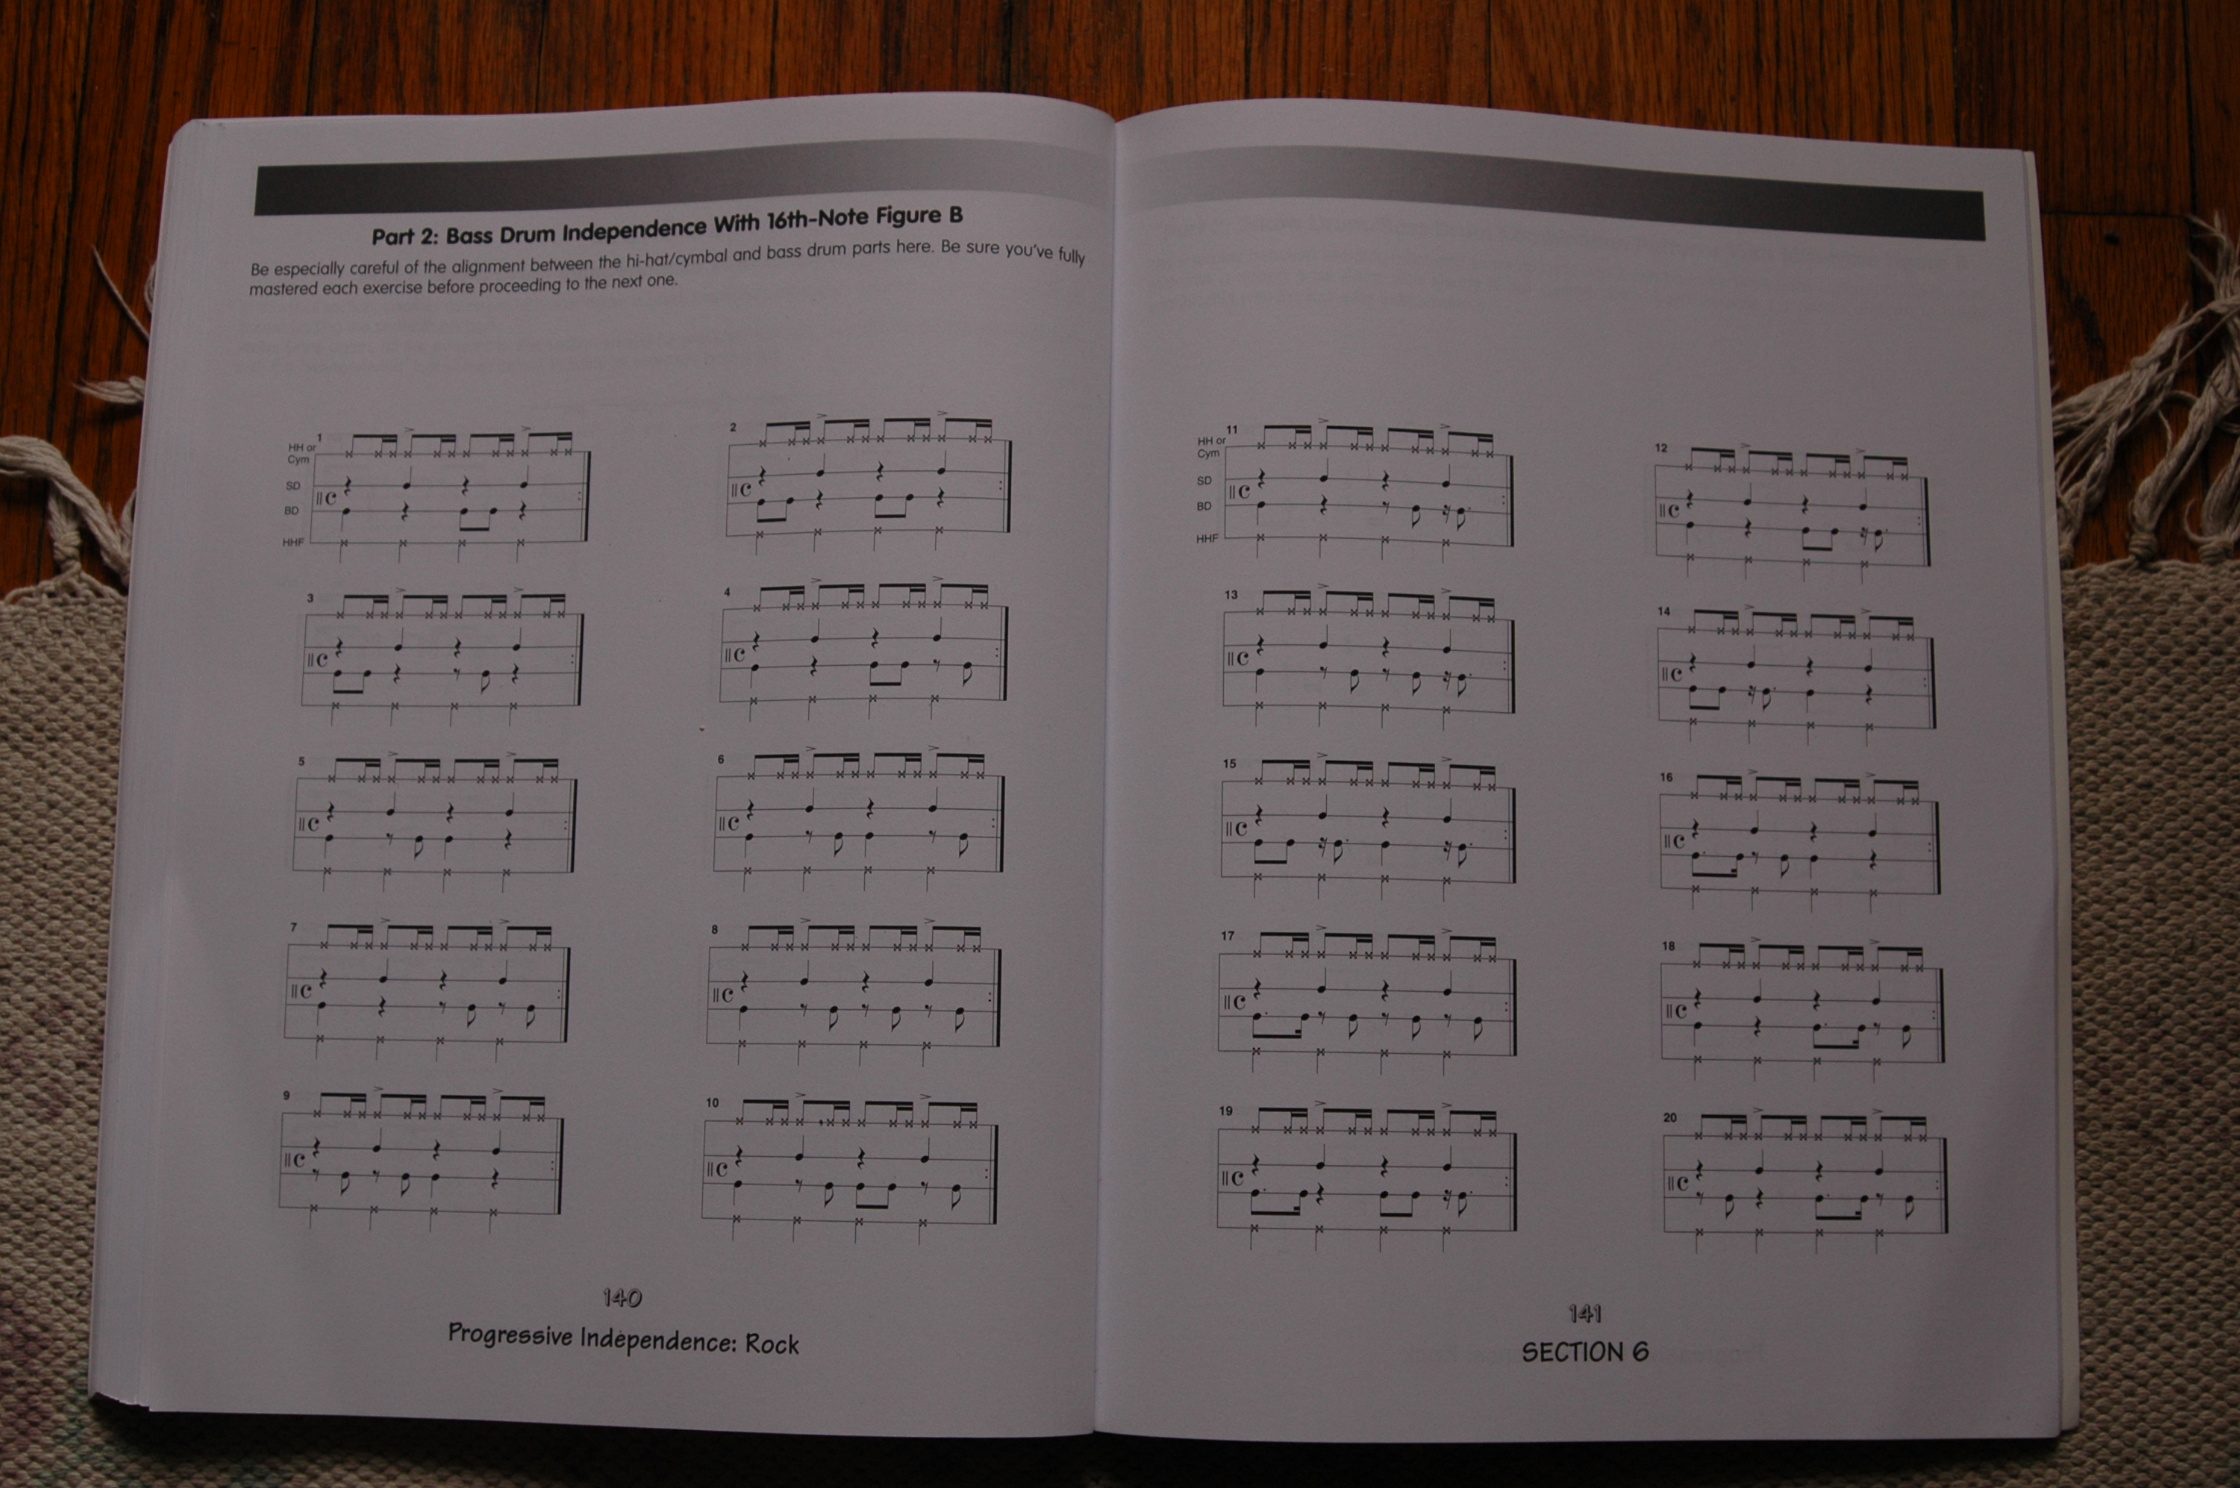 Part 2: Bass Drum Independence With 16th-Note Figure B
Be especially careful of the alignment between the hi-hat/cymbal and bass drum parts here. Be sure you've fully
mastered each exercise before proceeding to the next one.
1
HH or
Cym
SD
BD
HHF
2
3
4
5
6
7
8
9
10
140
Progressive Independence: Rock
11
HH or
Cym
SD
BD
HHF
12
13
14
15
16
17
18
19
20
141
SECTION 6